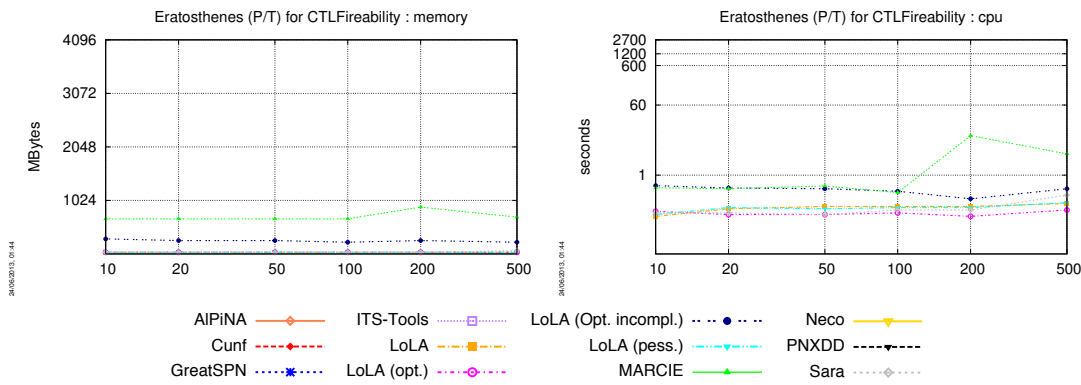 Eratosthenes (P/T) for CTLFireability : memory
4096
3072
2048
1024
MBytes
10 20 50 100 200 500
24/06/2013, 01:44
Eratosthenes (P/T) for CTLFireability : cpu
2700
1200
600
60
1
seconds
10 20 50 100 200 500
24/06/2013, 01:44
AlPiNA ITS-Tools LoLA (Opt. incompl.) Neco
Cunf LoLA LoLA (pess.) PNXDD
GreatSPN LoLA (opt.) MARCIE Sara